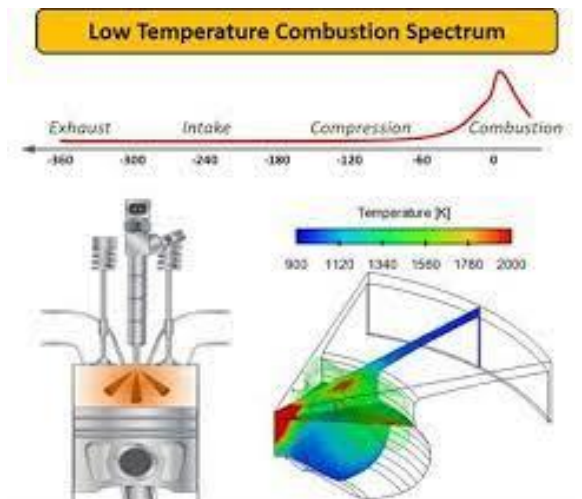 Low Temperature Combustion Spectrum
Exhaust Intake Compression Combustion
-360 -300 -240 -180 -120 -60 0
Temperature [K]
900 1120 1340 1560 1780 2000